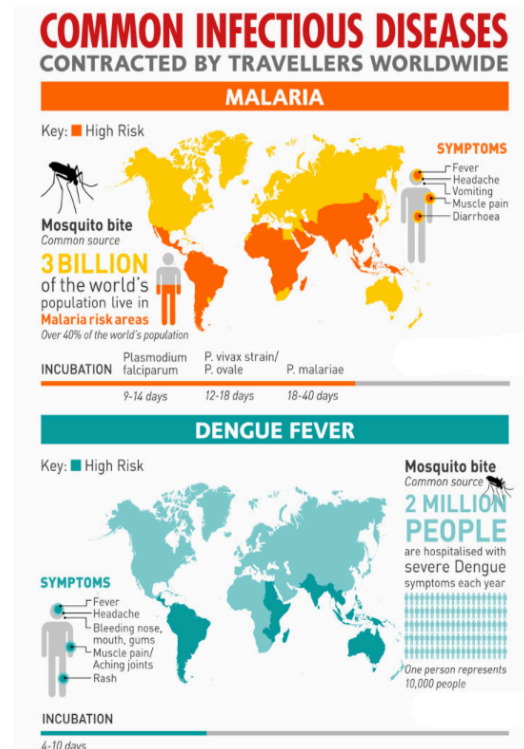 COMMON INFECTIOUS DISEASES
CONTRACTED BY TRAVELLERS WORLDWIDE
MALARIA
Key: High Risk
SYMPTOMS
Fever
Headache
Vomiting
Muscle pain
Diarrhoea
Mosquito bite
Common source
3 BILLION
of the world's
population live in
Malaria risk areas
Over 40% of the world's population
INCUBATION
Plasmodium
falciparum
P. vivax strain/
P. ovale
P. malariae
9-14 days
12-18 days
18-40 days
DENGUE FEVER
Key: High Risk
Mosquito bite
Common source
2 MILLION
PEOPLE
are hospitalised with
severe Dengue
symptoms each year
One person represents
10,000 people
SYMPTOMS
Fever
Headache
Bleeding nose,
mouth, gums
Muscle pain/
Aching joints
Rash
INCUBATION
4-10 days